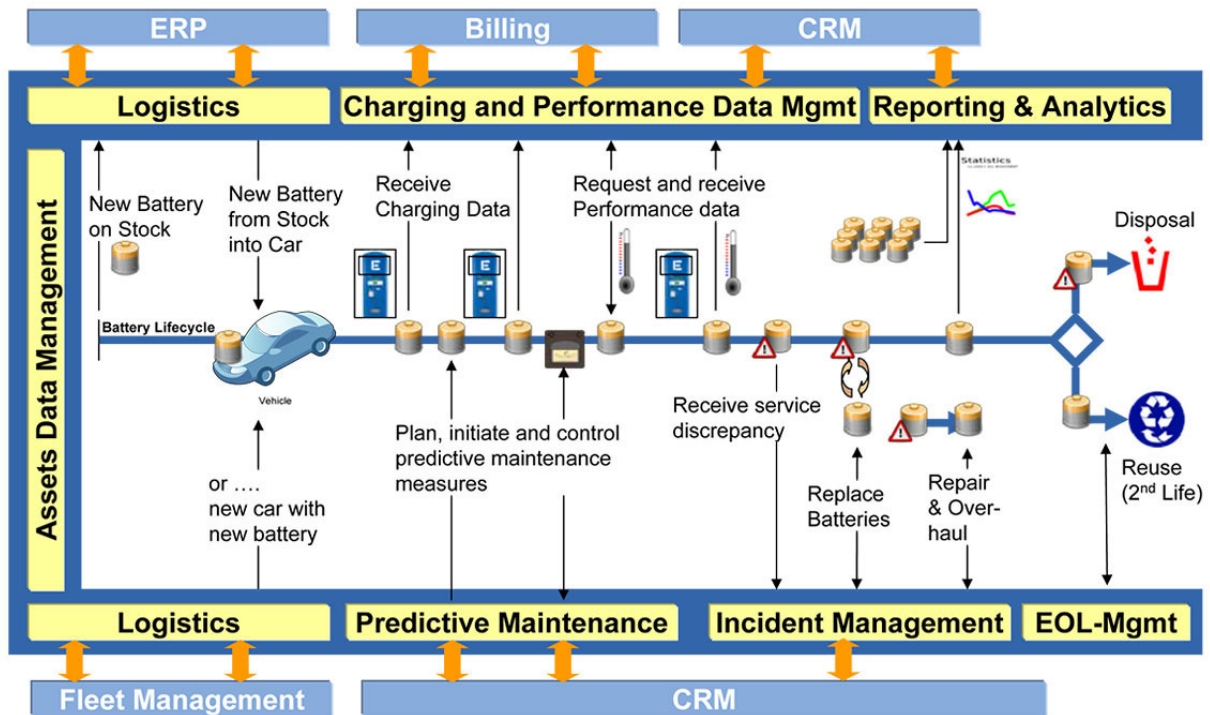 ERP
Billing
CRM
Logistics
Charging and Performance Data Mgmt
Reporting & Analytics
Assets Data Management
New Battery
on Stock
New Battery
from Stock
into Car
Receive
Charging Data
Request and receive
Performance data
Statistics
Disposal
E
E
E
Battery Lifecycle
Vehicle
or ....
new car with
new battery
Plan, initiate and control
predictive maintenance
measures
Receive service
discrepancy
Replace
Batteries
Repair
& Over-
haul
Reuse
(2nd Life)
Logistics
Predictive Maintenance
Incident Management
EOL-Mgmt
Fleet Management
CRM